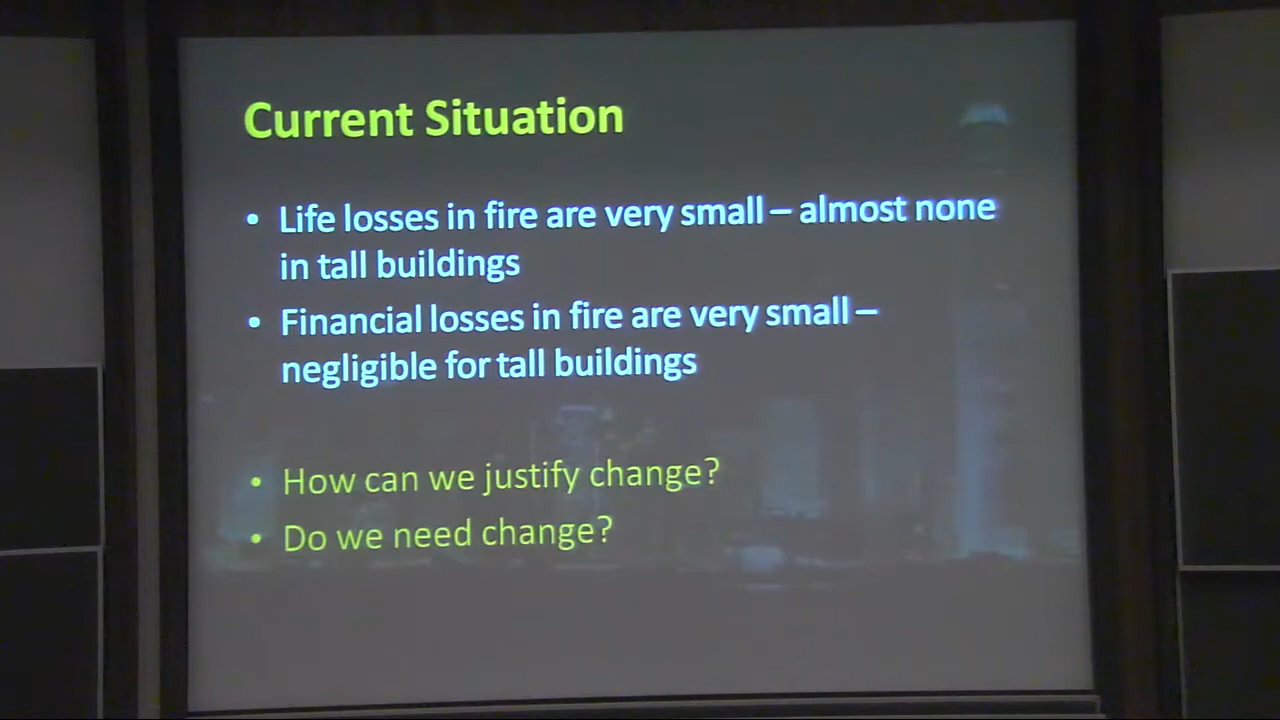 Current Situation
• Life losses in fire are very small – almost none
in tall buildings
• Financial losses in fire are very small –
negligible for tall buildings
• How can we justify change?
• Do we need change?